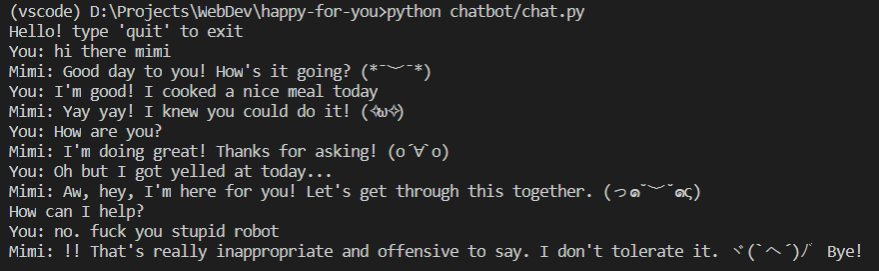 (vscode) D:\Projects\WebDev\happy-for-you>python chatbot/chat.py
Hello! type 'quit' to exit
You: hi there mimi
Mimi: Good day to you! How's it going? (*¯︶¯*)
You: I'm good! I cooked a nice meal today
Mimi: Yay yay! I knew you could do it! (✧ω✧)
You: How are you?
Mimi: I'm doing great! Thanks for asking! (o´∀`o)
You: Oh but I got yelled at today...
Mimi: Aw, hey, I'm here for you! Let's get through this together. (っ๑˘︶˘๑ς)
How can I help?
You: no. fuck you stupid robot
Mimi: !! That's really inappropriate and offensive to say. I don't tolerate it. ヾ(`ヘ´)ノ゙ Bye!